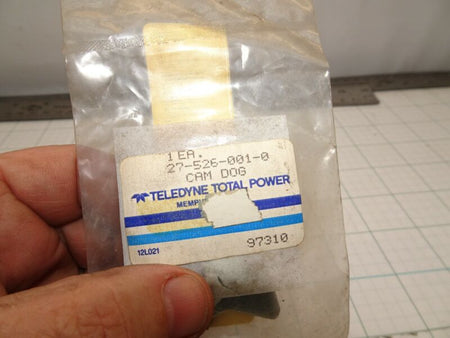 1 EA.
27-526-001-0
CAM DOG
TELEDYNE TOTAL POWER
12L021
97310